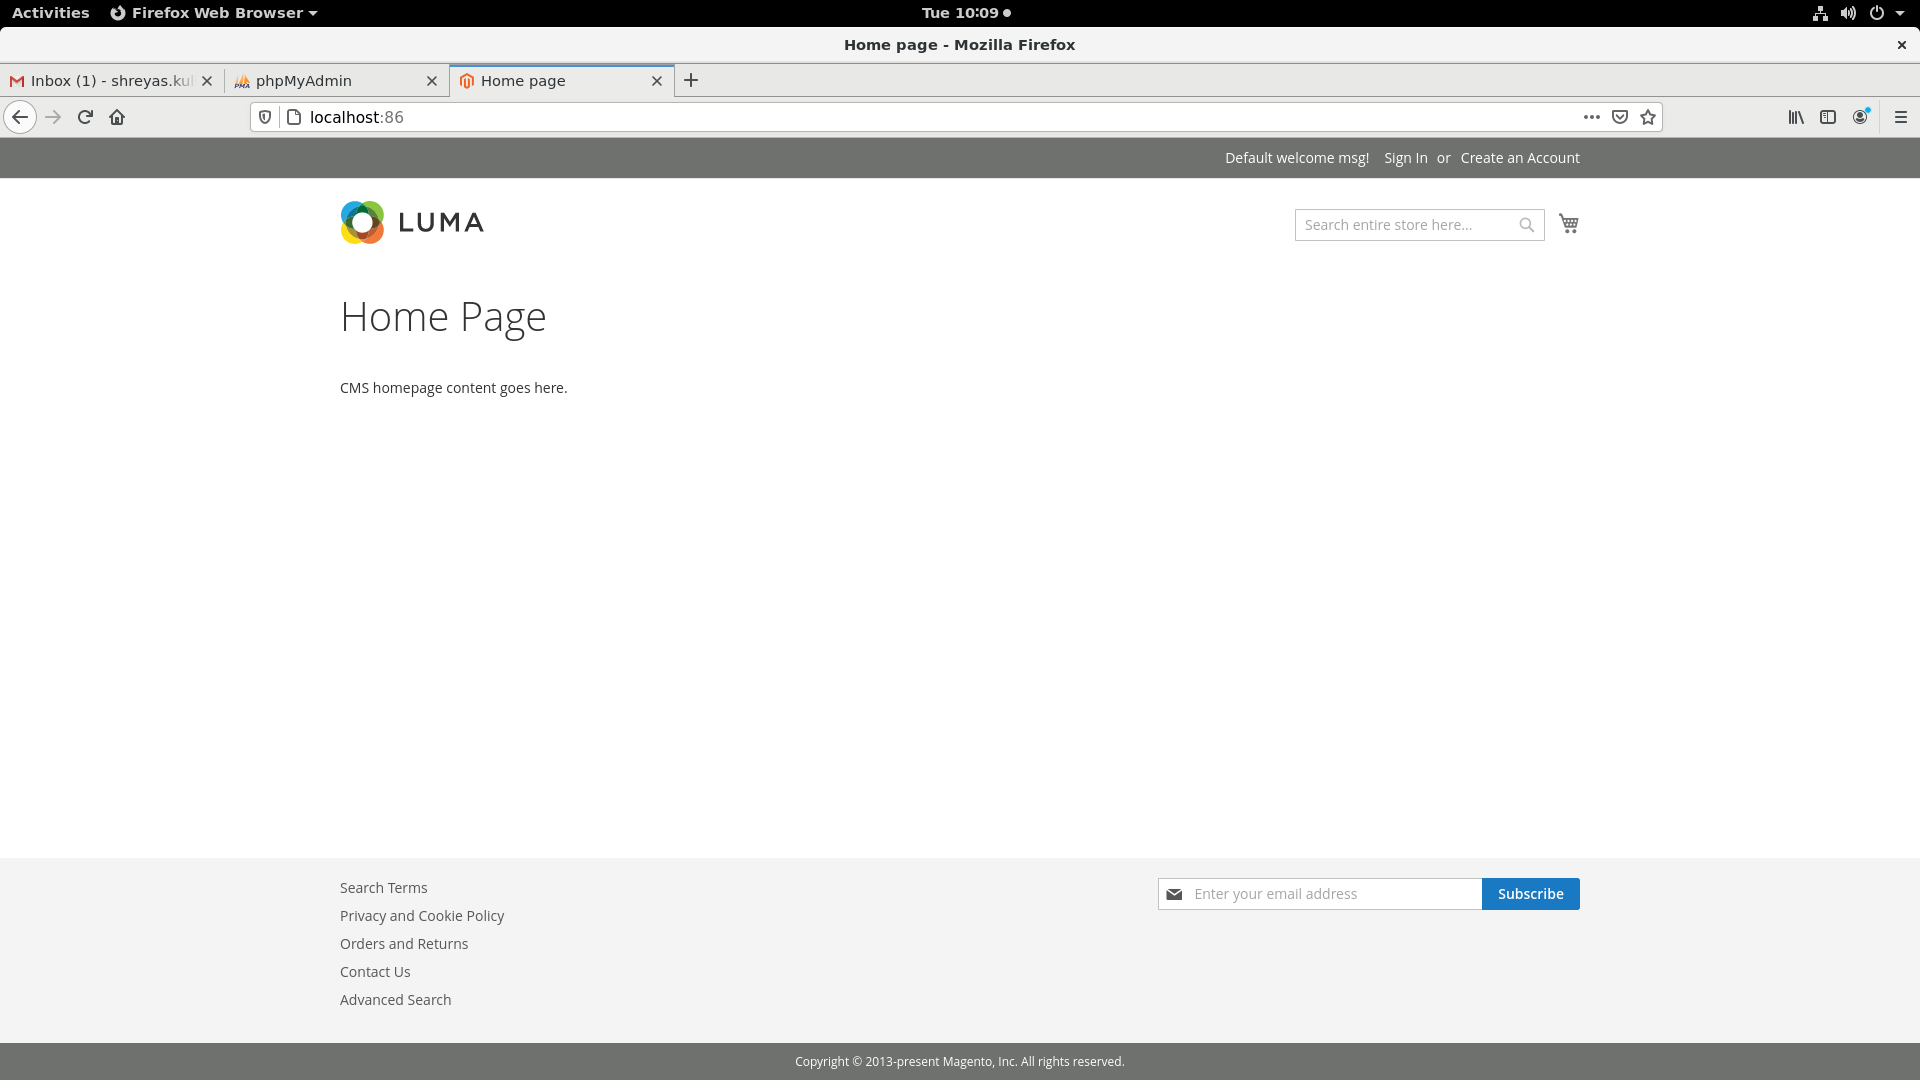 Activities Firefox Web Browser Tue 10:09
Home page - Mozilla Firefox
Inbox (1) - shreyas.kul phpMyAdmin Home page
localhost:86
Default welcome msg! Sign In or Create an Account
LUMA Search entire store here...
Home Page
CMS homepage content goes here.
Search Terms
Privacy and Cookie Policy
Orders and Returns
Contact Us
Advanced Search
Enter your email address Subscribe
Copyright © 2013-present Magento, Inc. All rights reserved.